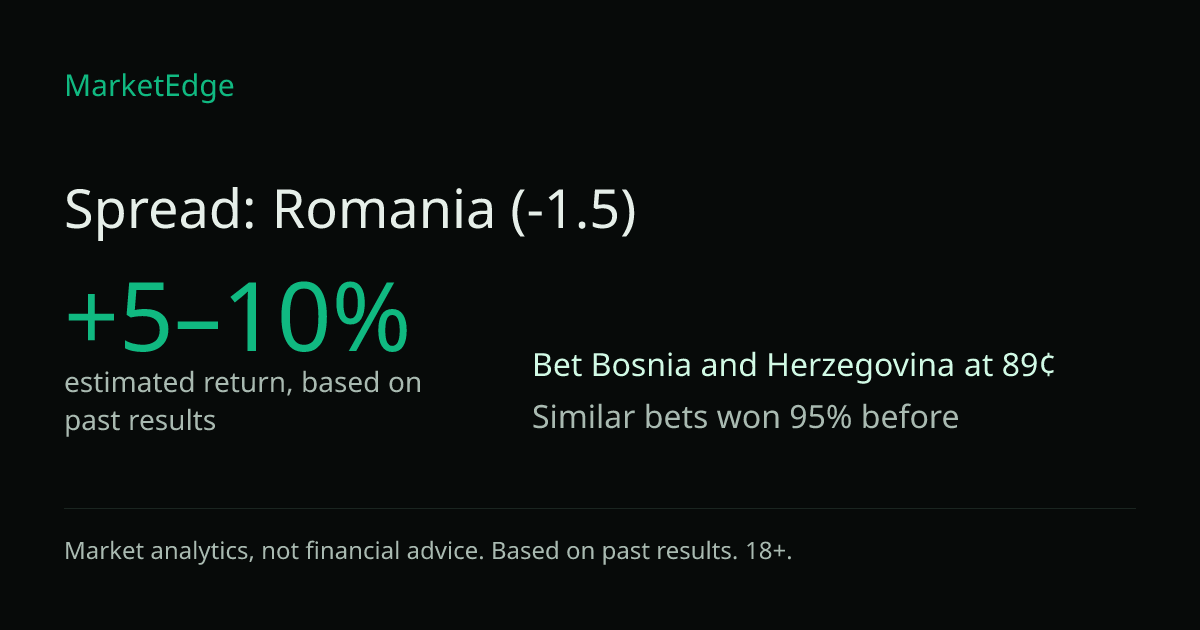 MarketEdge
Spread: Romania (-1.5)
+5–10%
estimated return, based on
past results
Bet Bosnia and Herzegovina at 89¢
Similar bets won 95% before
Market analytics, not financial advice. Based on past results. 18+.